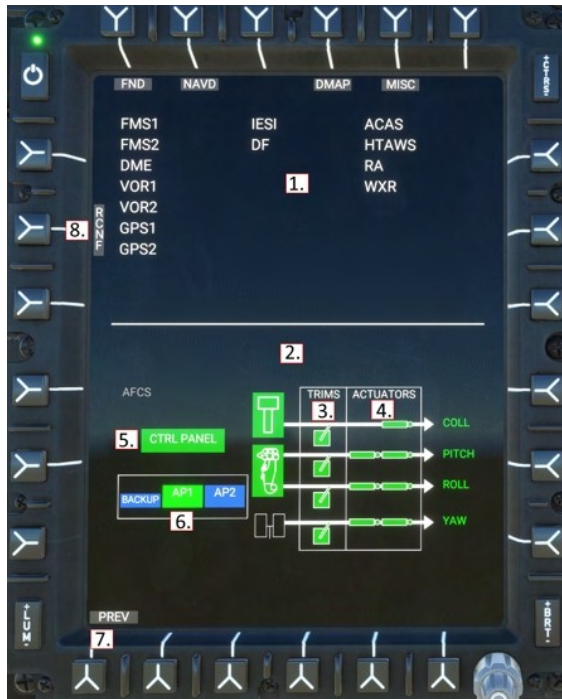 FND NAVD DMAP MISC
+CTRS-
FMS1 IESI ACAS
FMS2 DF HTAWS
DME RA
VOR1 1. WXR
VOR2
8. RCNF GPS1
GPS2
2.
AFCS TRIMS ACTUATORS
3. 4.
COLL
5. CTRL PANEL
PITCH
BACKUP AP1 AP2 ROLL
6.
YAW
+LUM- PREV +BRT-
7.